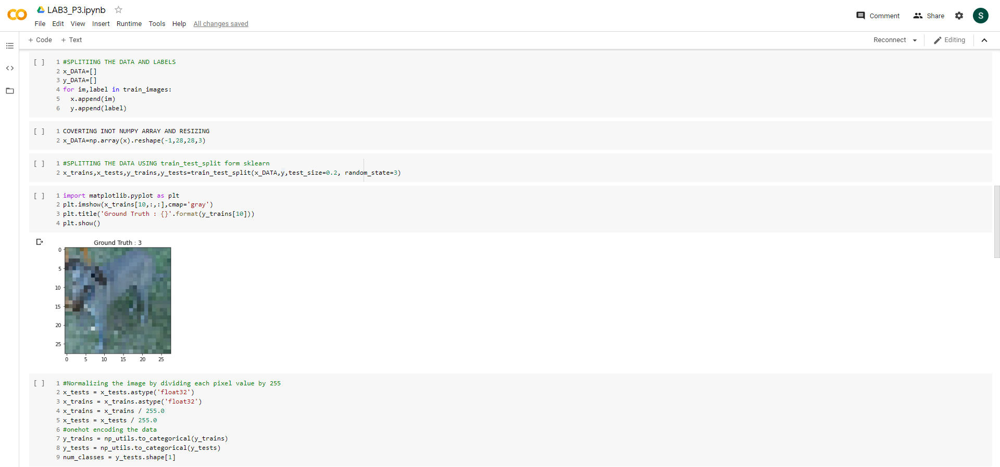 LAB3_P3.ipynb
File Edit View Insert Runtime Tools Help All changes saved
Comment Share S
+ Code + Text
Reconnect Editing
[ ] 1 #SPLITIING THE DATA AND LABELS
2 x_DATA=[]
3 y_DATA=[]
4 for im,label in train_images:
5 x.append(im)
6 y.append(label)
[ ] 1 COVERTING INOT NUMPY ARRAY AND RESIZING
2 x_DATA=np.array(x).reshape(-1,28,28,3)
[ ] 1 #SPLITTING THE DATA USING train_test_split form sklearn
2 x_trains,x_tests,y_trains,y_tests=train_test_split(x_DATA,y,test_size=0.2, random_state=3)
[ ] 1 import matplotlib.pyplot as plt
2 plt.imshow(x_trains[10,:,:],cmap='gray')
3 plt.title('Ground Truth : {}'.format(y_trains[10]))
4 plt.show()
Ground Truth : 3
0
5
10
15
20
25
0 5 10 15 20 25
[ ] 1 #Normalizing the image by dividing each pixel value by 255
2 x_tests = x_tests.astype('float32')
3 x_trains = x_trains.astype('float32')
4 x_trains = x_trains / 255.0
5 x_tests = x_tests / 255.0
6 #onehot encoding the data
7 y_trains = np_utils.to_categorical(y_trains)
8 y_tests = np_utils.to_categorical(y_tests)
9 num_classes = y_tests.shape[1]